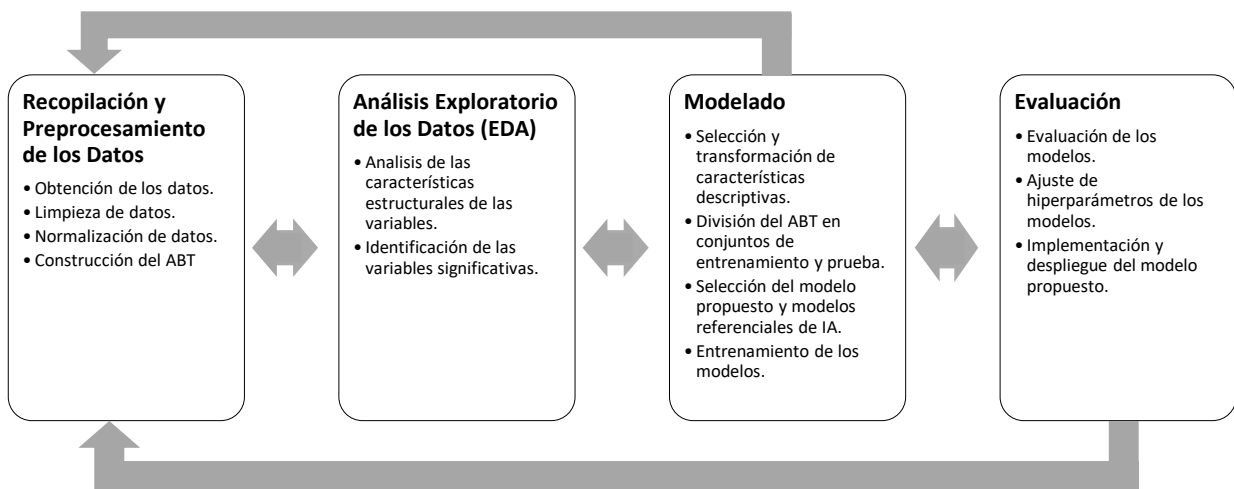 Recopilación y
Preprocesamiento
de los Datos
• Obtención de los datos.
• Limpieza de datos.
• Normalización de datos.
• Construcción del ABT
Análisis Exploratorio
de los Datos (EDA)
• Analisis de las
características
estructurales de las
variables.
• Identificación de las
variables significativas.
Modelado
• Selección y
transformación de
características
descriptivas.
• División del ABT en
conjuntos de
entrenamiento y prueba.
• Selección del modelo
propuesto y modelos
referenciales de IA.
• Entrenamiento de los
modelos.
Evaluación
• Evaluación de los
modelos.
• Ajuste de
hiperparámetros de los
modelos.
• Implementación y
despliegue del modelo
propuesto.